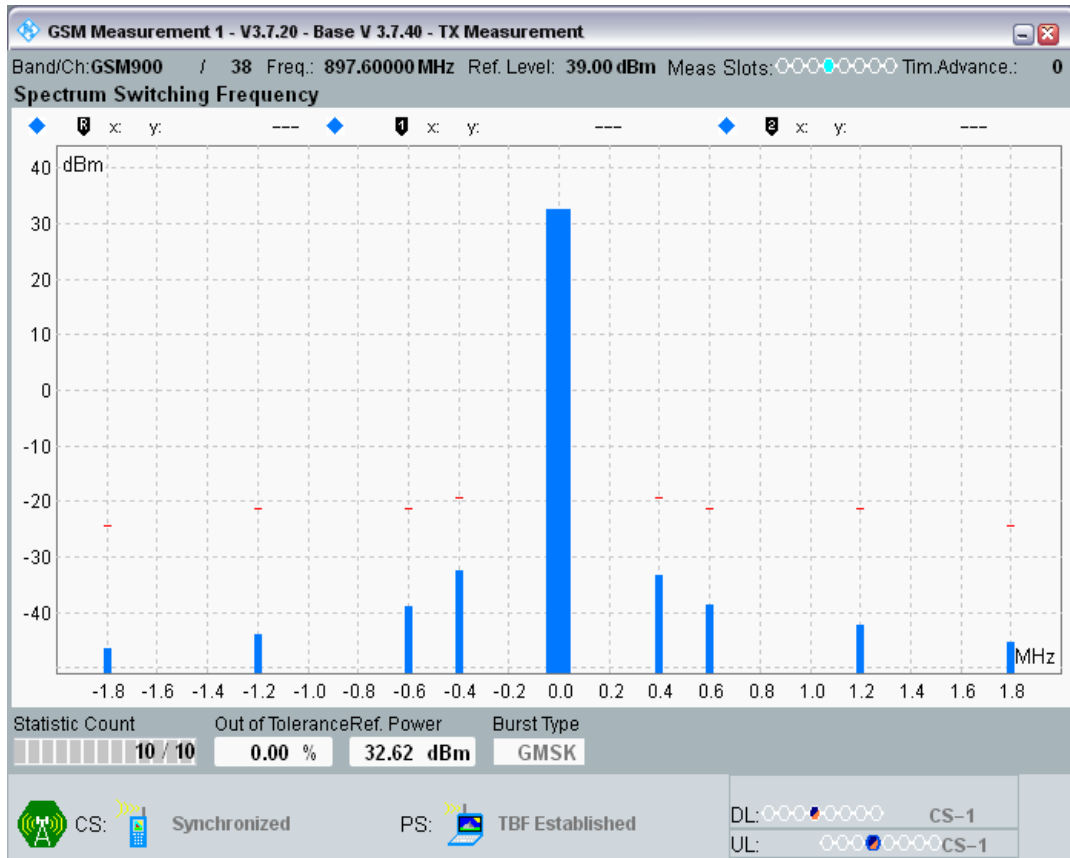 GSM Measurement 1 - V3.7.20 - Base V 3.7.40 - TX Measurement
Band/Ch:GSM900 / 38 Freq.: 897.60000 MHz Ref. Level: 39.00 dBm Meas Slots: Tim.Advance.: 0
Spectrum Switching Frequency
R x: y: --- 1 x: y: --- 2 x: y: ---
dBm
40
30
20
10
0
-10
-20
-30
-40
MHz
-1.8 -1.6 -1.4 -1.2 -1.0 -0.8 -0.6 -0.4 -0.2 0.0 0.2 0.4 0.6 0.8 1.0 1.2 1.4 1.6 1.8
Statistic Count Out of Tolerance Ref. Power Burst Type
10 / 10 0.00 % 32.62 dBm GMSK
CS: Synchronized PS: TBF Established
DL: CS-1
UL: CS-1